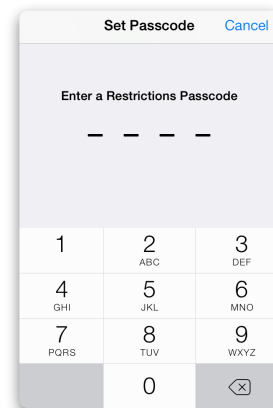 Set Passcode Cancel
Enter a Restrictions Passcode
1 2 3
ABC DEF
4 5 6
GHI JKL MNO
7 8 9
PQRS TUV WXYZ
0